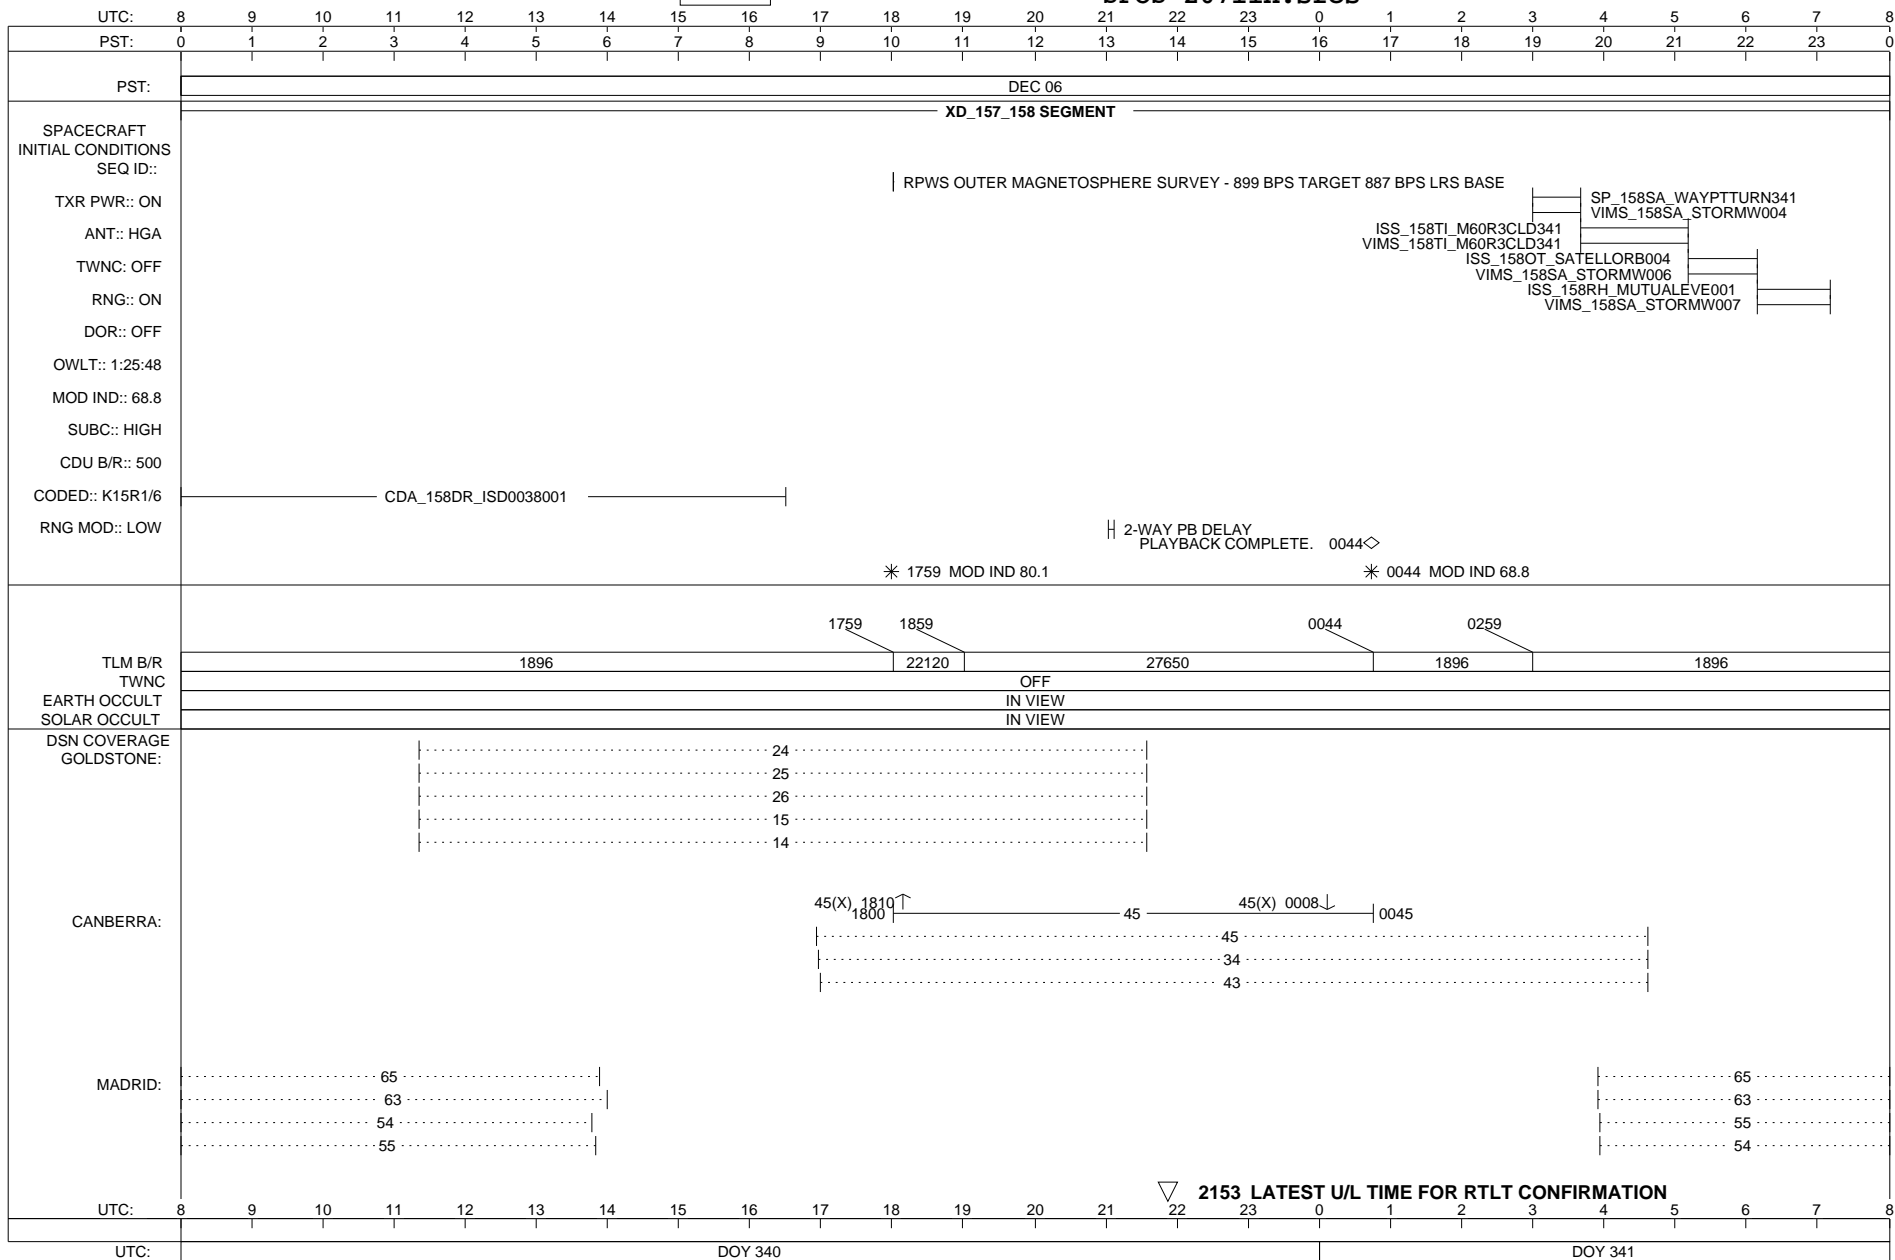 UTC: 8 9 10 11 12 13 14 15 16 17 18 19 20 21 22 23 0 1 2 3 4 5 6 7 8
PST: 0 1 2 3 4 5 6 7 8 9 10 11 12 13 14 15 16 17 18 19 20 21 22 23 0
PST: DEC 06
XD_157_158 SEGMENT
SPACECRAFT
INITIAL CONDITIONS
SEQ ID::
RPWS OUTER MAGNETOSPHERE SURVEY - 899 BPS TARGET 887 BPS LRS BASE
TXR PWR:: ON
SP_158SA_WAYPTTURN341
VIMS_158SA_STORMW004
ANT:: HGA
ISS_158TI_M60R3CLD341
VIMS_158TI_M60R3CLD341
TWNC: OFF
ISS_158OT_SATELLORB004
VIMS_158SA_STORMW006
RNG:: ON
ISS_158RH_MUTUALEVE001
VIMS_158SA_STORMW007
DOR:: OFF
OWLT:: 1:25:48
MOD IND:: 68.8
SUBC:: HIGH
CDU B/R:: 500
CODED:: K15R1/6 CDA_158DR_ISD0038001
RNG MOD:: LOW 2-WAY PB DELAY
PLAYBACK COMPLETE. 0044
1759 MOD IND 80.1 0044 MOD IND 68.8
1759 1859 0044 0259
TLM B/R 1896 22120 27650 1896 1896
TWNC OFF
EARTH OCCULT IN VIEW
SOLAR OCCULT IN VIEW
DSN COVERAGE
GOLDSTONE: 24
25
26
15
14
45(X) 1810 45(X) 0008
CANBERRA: 1800 45 0045
45
34
43
MADRID: 65 65
63 63
54 55
55 54
2153 LATEST U/L TIME FOR RTLT CONFIRMATION
UTC: 8 9 10 11 12 13 14 15 16 17 18 19 20 21 22 23 0 1 2 3 4 5 6 7 8
UTC: DOY 340 DOY 341